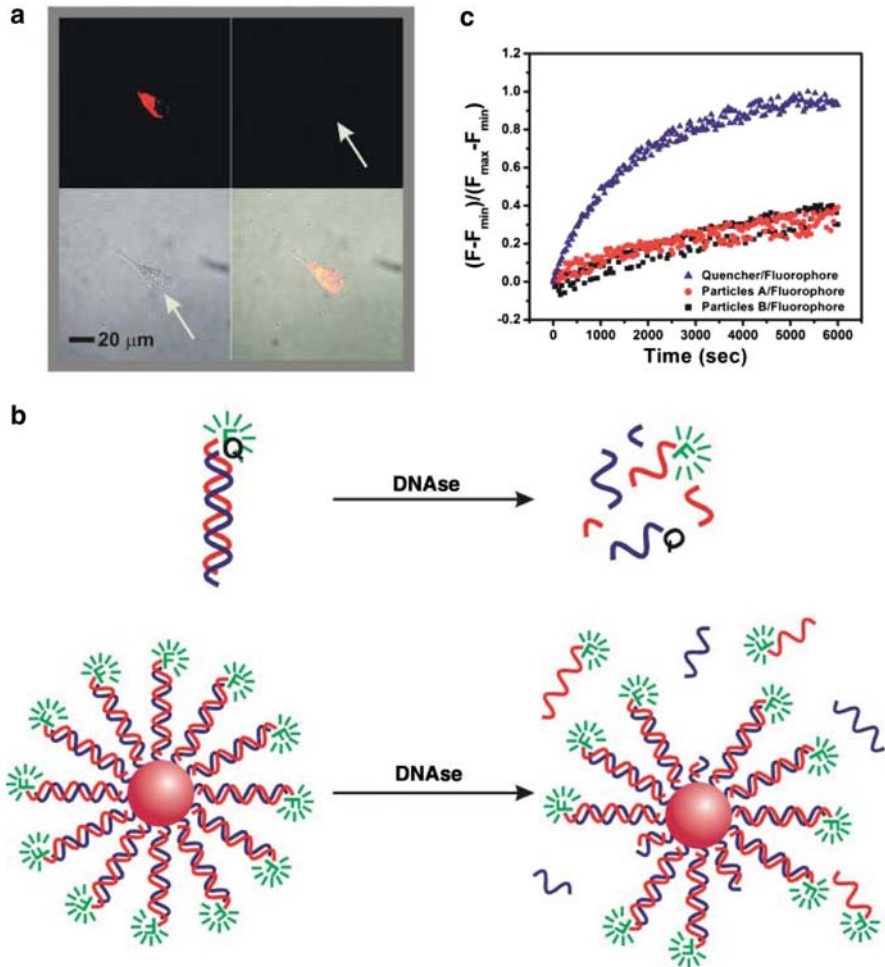 a
20 μm
c
(F-Fmin)/(Fmax-Fmin)
1.2
1.0
0.8
0.6
0.4
0.2
0.0
-0.2
0 1000 2000 3000 4000 5000 6000
Time (sec)
Quencher/Fluorophore
Particles A/Fluorophore
Particles B/Fluorophore
b
F
Q
DNAse
F
Q
F
F
F
F
F
F
F
F
F
F
F
F
DNAse
F
F
F
F
F
F
F
F
F
F
F
F